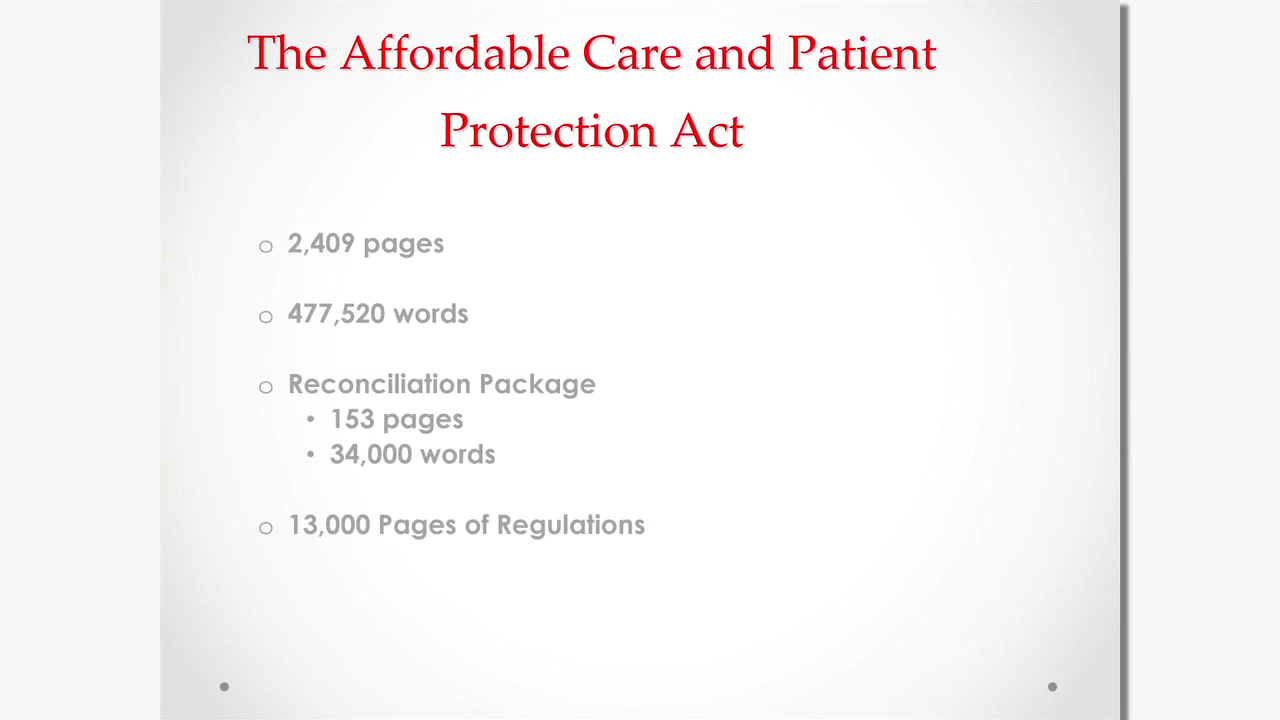 The Affordable Care and Patient
Protection Act
o 2,409 pages
o 477,520 words
o Reconciliation Package
• 153 pages
• 34,000 words
o 13,000 Pages of Regulations